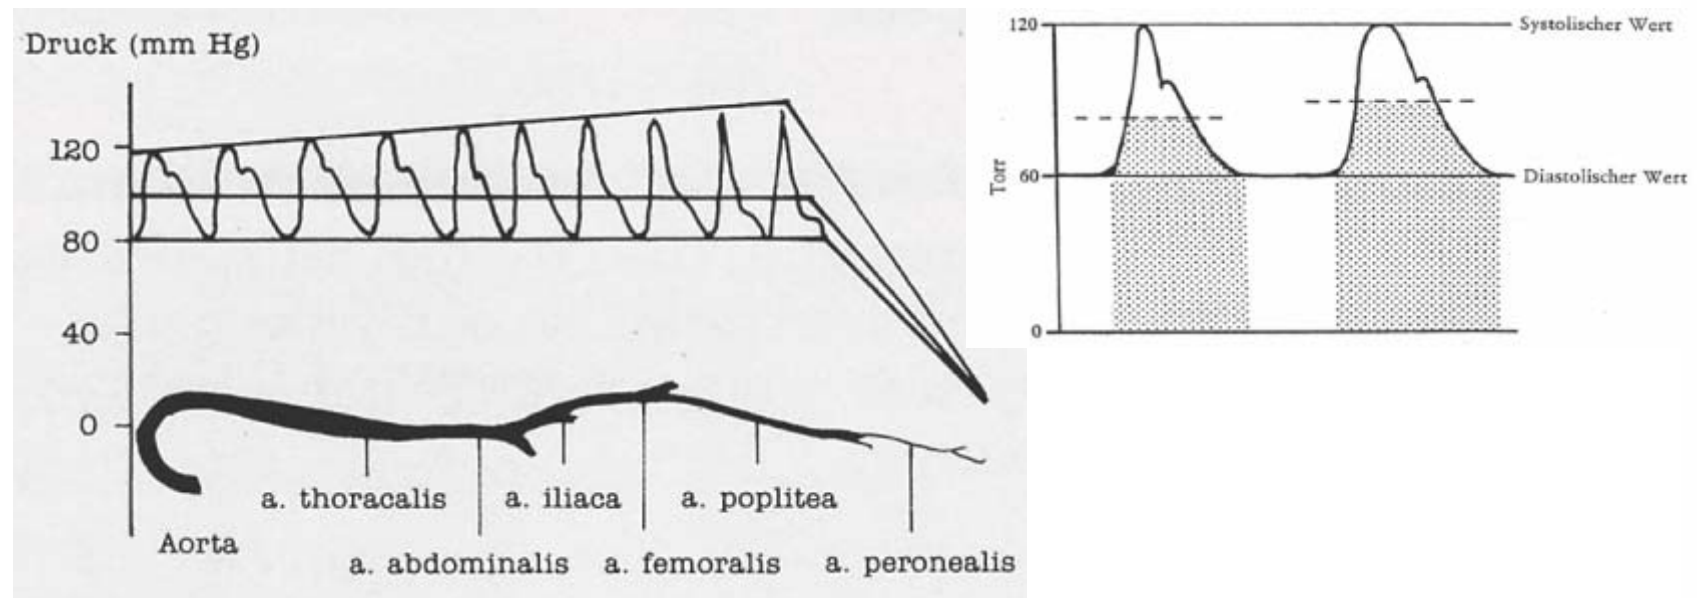 Druck (mm Hg)
120
80
40
0
a. thoracalis
a. iliaca
a. poplitea
Aorta
a. abdominalis
a. femoralis
a. peronealis
120
Systolischer Wert
Torr
60
Diastolischer Wert
0